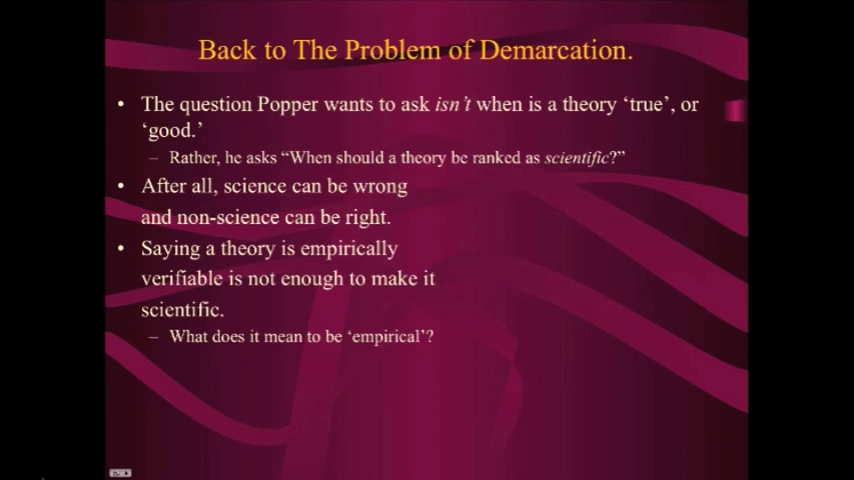 Back to The Problem of Demarcation.
• The question Popper wants to ask isn't when is a theory ‘true’, or
‘good.’
– Rather, he asks “When should a theory be ranked as scientific?”
• After all, science can be wrong
and non-science can be right.
• Saying a theory is empirically
verifiable is not enough to make it
scientific.
– What does it mean to be ‘empirical’?